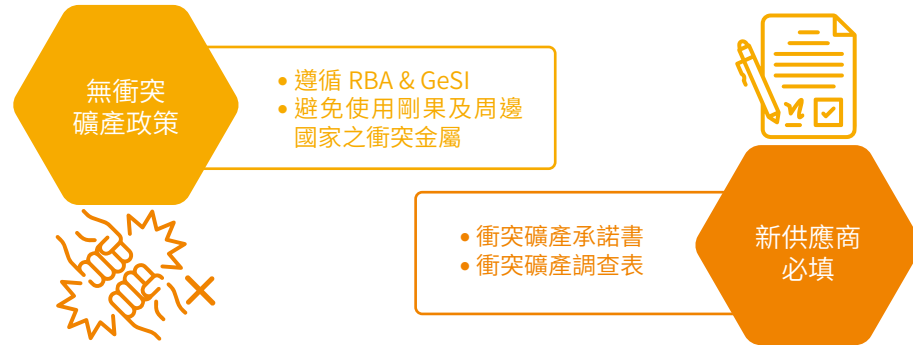 無衝突
礦產政策
• 遵循 RBA & GeSI
• 避免使用剛果及周邊
國家之衝突金屬
• 衝突礦產承諾書
• 衝突礦產調查表
新供應商
必填